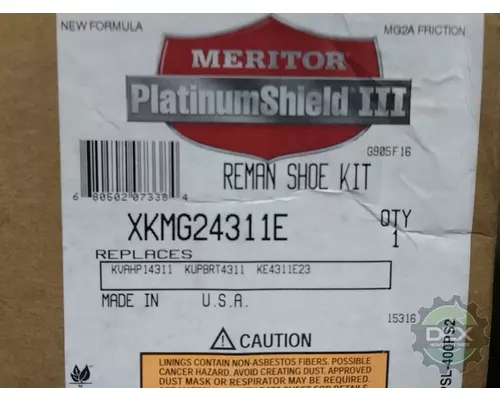 NEW FORMULA
MG2A FRICTION
MERITOR
PlatinumShield III
G905F16
6 80502 07338 4
REMAN SHOE KIT
XKMG24311E
QTY
1
REPLACES
KVAHP14311 KUPBRT4311 KE4311E23
MADE IN U.S.A.
15316
CAUTION
LININGS CONTAIN NON-ASBESTOS FIBERS. POSSIBLE
CANCER HAZARD. AVOID CREATING DUST. APPROVED
DUST MASK OR RESPIRATOR MAY BE REQUIRED.